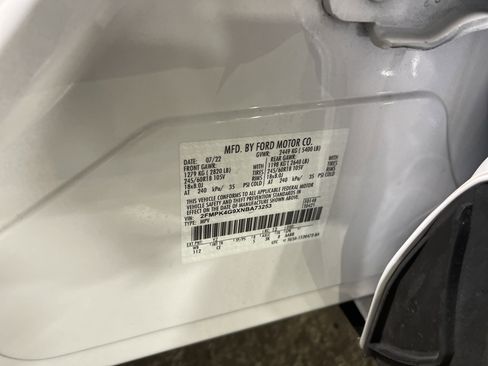 MFD. BY FORD MOTOR CO.
DATE: 07/22 GVWR: 2449 KG ( 5400 LB)
FRONT GAWR: REAR GAWR:
1279 KG ( 2820 LB) 1198 KG ( 2640 LB)
245/60R18 105V TIRES 245/60R18 105V
18x8.0J RIMS 18x8.0J
AT 240 kPa/ 35 PSI COLD AT 240 kPa/ 35 PSI COLD
THIS VEHICLE CONFORMS TO ALL APPLICABLE FEDERAL MOTOR
VEHICLE SAFETY AND THEFT PREVENTION STANDARDS IN
EFFECT ON THE DATE OF MANUFACTURE SHOWN ABOVE.
VIN: 2FMPK4G9XNBA73253
TYPE: MPV
EXT PNT: